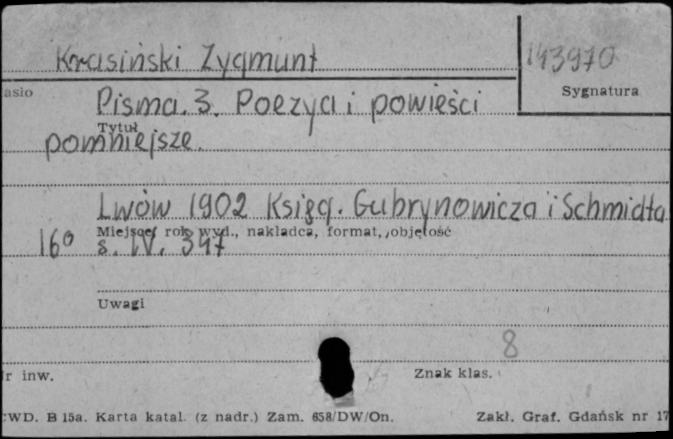 Krasiński Zygmunt
143970
asio
Sygnatura
Pisma. 3. Poezya i powieści
Tytuł
pomniejsze.
Lwów 1902 Księg. Gubrynowicza i Schmidta
Miejsce, rok wyd., nakładca, format, objętość
16° s. IV. 347
Uwagi
8
r inw.
Znak klas.
WD. B 15a. Karta katal. (z nadr.) Zam. 658/DW/On.
Zakł. Graf. Gdańsk nr 17